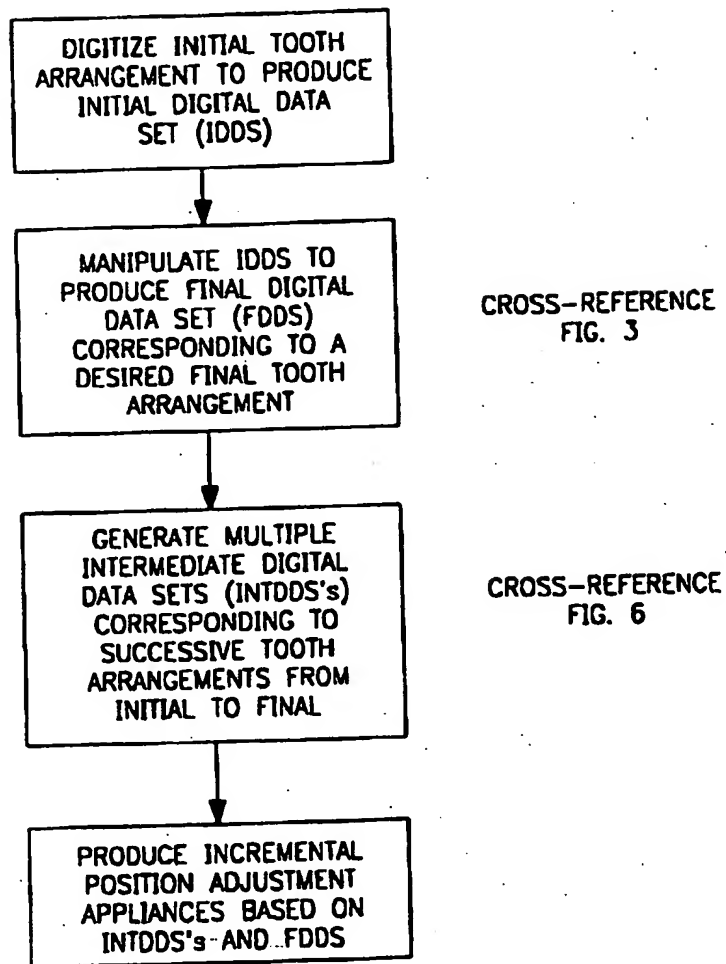 DIGITIZE INITIAL TOOTH
ARRANGEMENT TO PRODUCE
INITIAL DIGITAL DATA
SET (IDDS)
MANIPULATE IDDS TO
PRODUCE FINAL DIGITAL
DATA SET (FDDS)
CORRESPONDING TO A
DESIRED FINAL TOOTH
ARRANGEMENT
CROSS-REFERENCE
FIG. 3
GENERATE MULTIPLE
INTERMEDIATE DIGITAL
DATA SETS (INTDDS's)
CORRESPONDING TO
SUCCESSIVE TOOTH
ARRANGEMENTS FROM
INITIAL TO FINAL
CROSS-REFERENCE
FIG. 6
PRODUCE INCREMENTAL
POSITION ADJUSTMENT
APPLIANCES BASED ON
INTDDS's AND FDDS